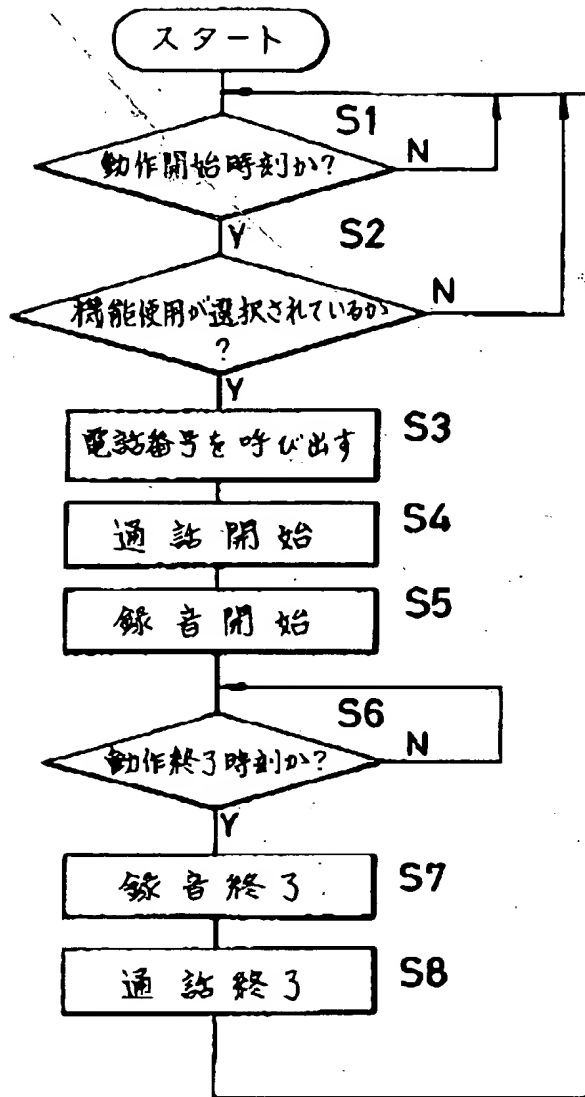 スタート
S1
動作開始時刻か?
N
Y
S2
機能使用が選択されているか
?
N
Y
電話番号を呼び出す
S3
通話開始
S4
録音開始
S5
S6
動作終了時刻か?
N
Y
録音終了
S7
通話終了
S8